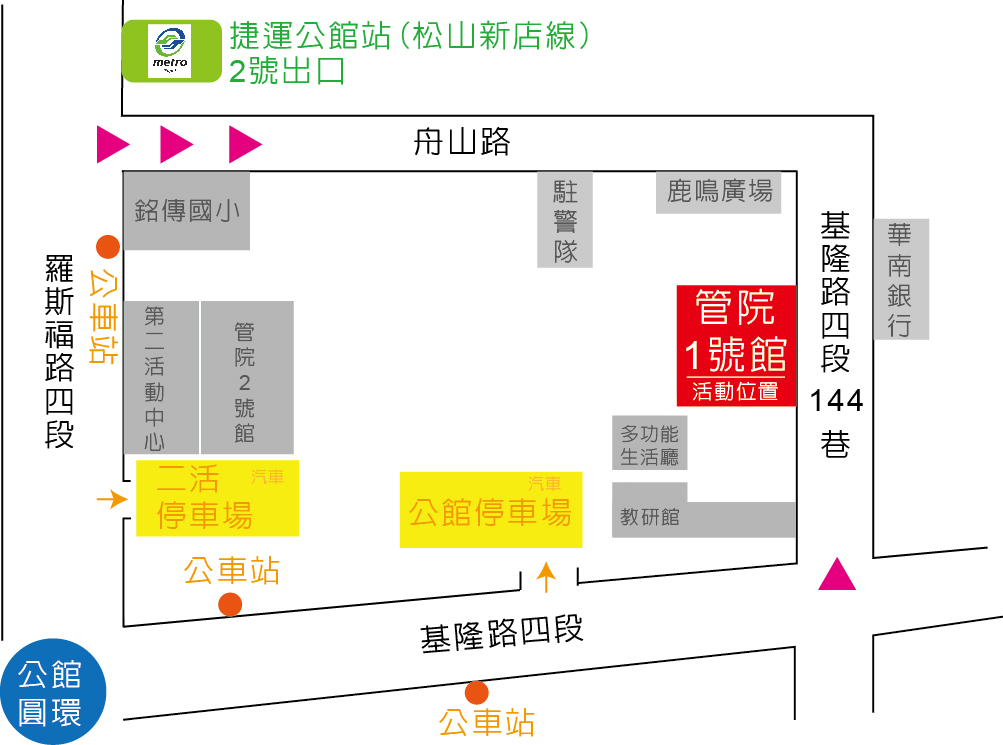 捷運公館站(松山新店線)
2號出口
metro
舟山路
銘傳國小
駐警隊
鹿鳴廣場
基隆路四段144巷
華南銀行
羅斯福路四段
公車站
第二活動中心
管院2號館
管院
1號館
活動位置
多功能
生活廳
二活
停車場
汽車
汽車
公館停車場
教研館
公車站
基隆路四段
公館
圓環
公車站